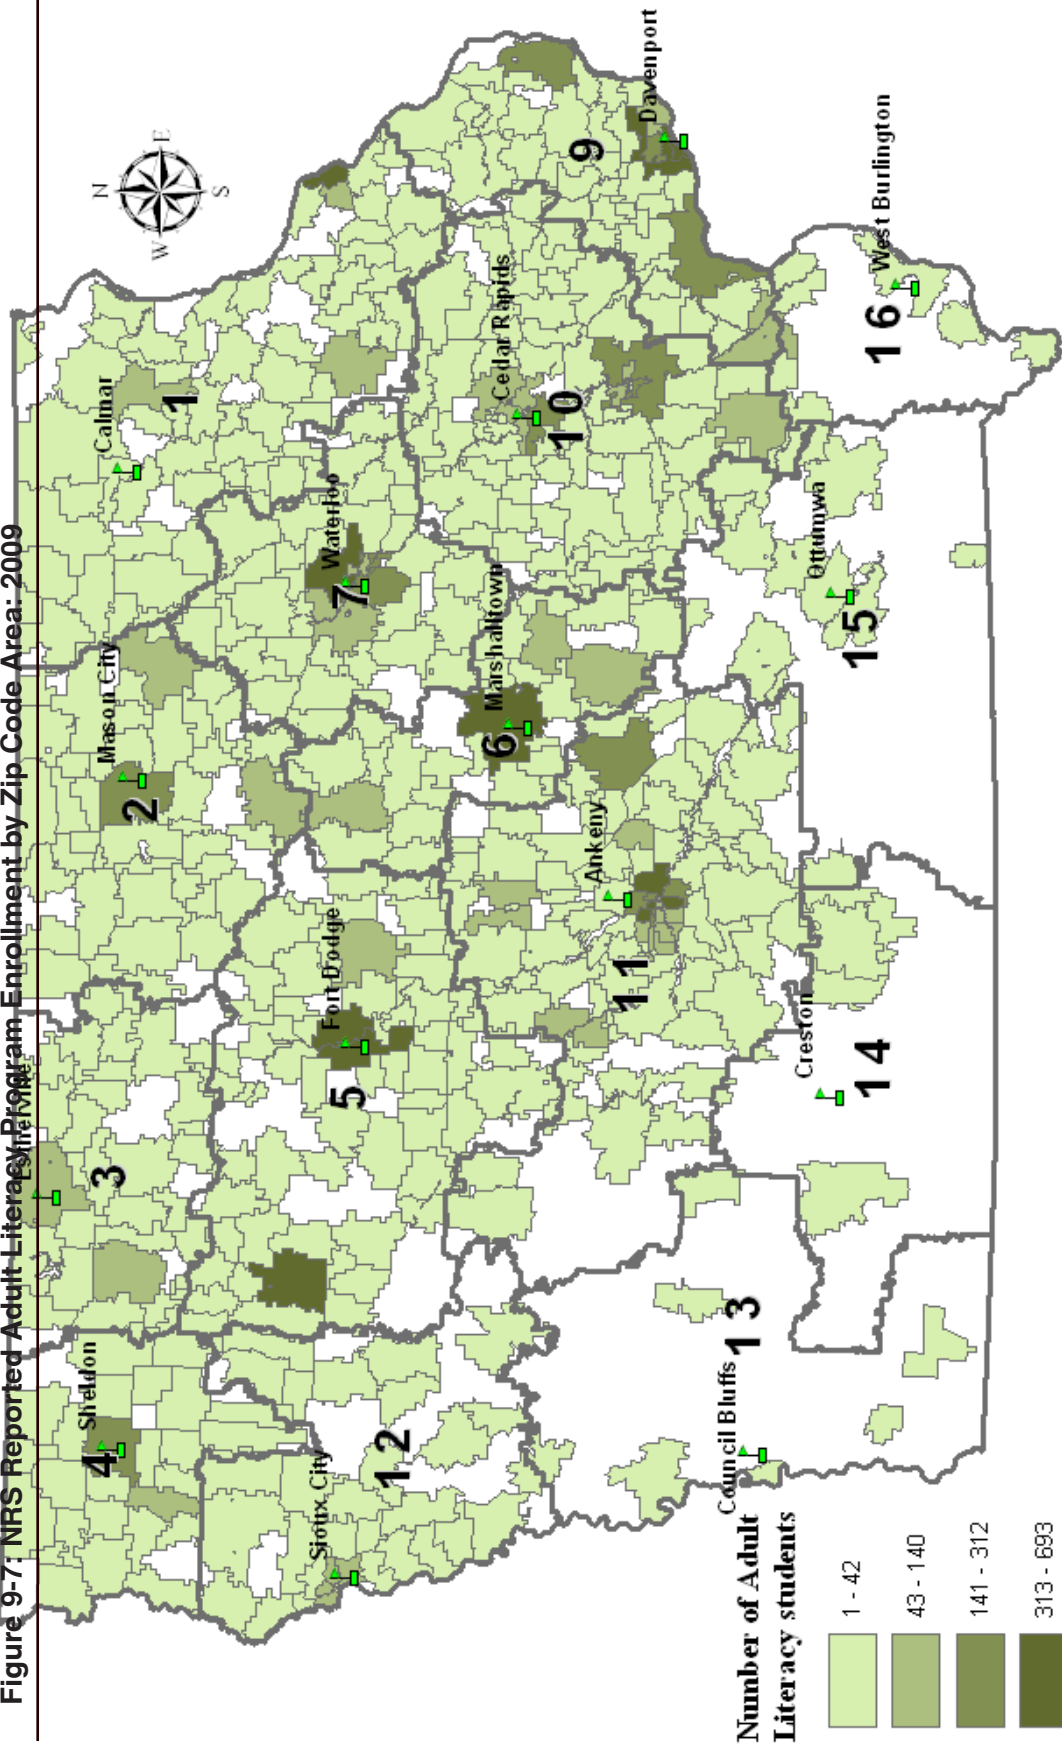 Figure 9-7: NRS Reported Adult Literacy Program Enrollment by Zip Code Area: 2009
N
W
E
S
Estherville
Sheldon
4
3
Mason City
2
Calmar
1
Sioux City
12
Fort Dodge
5
Waterloo
7
Marshalltown
6
Cedar Rapids
10
9
Davenport
Ankeny
11
Council Bluffs
13
Creston
14
Ottumwa
15
West Burlington
16
Number of Adult
Literacy students
1 - 42
43 - 140
141 - 312
313 - 693